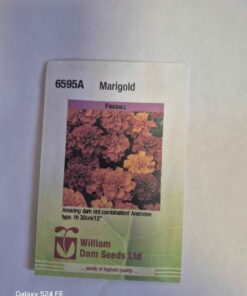 6595A Marigold
FIREBALL
Amazing dark red combination! Anemone
type. Ht 30cm/12"
William
Dam Seeds Ltd
... seeds of highest quality ...
Galaxy S24 FE